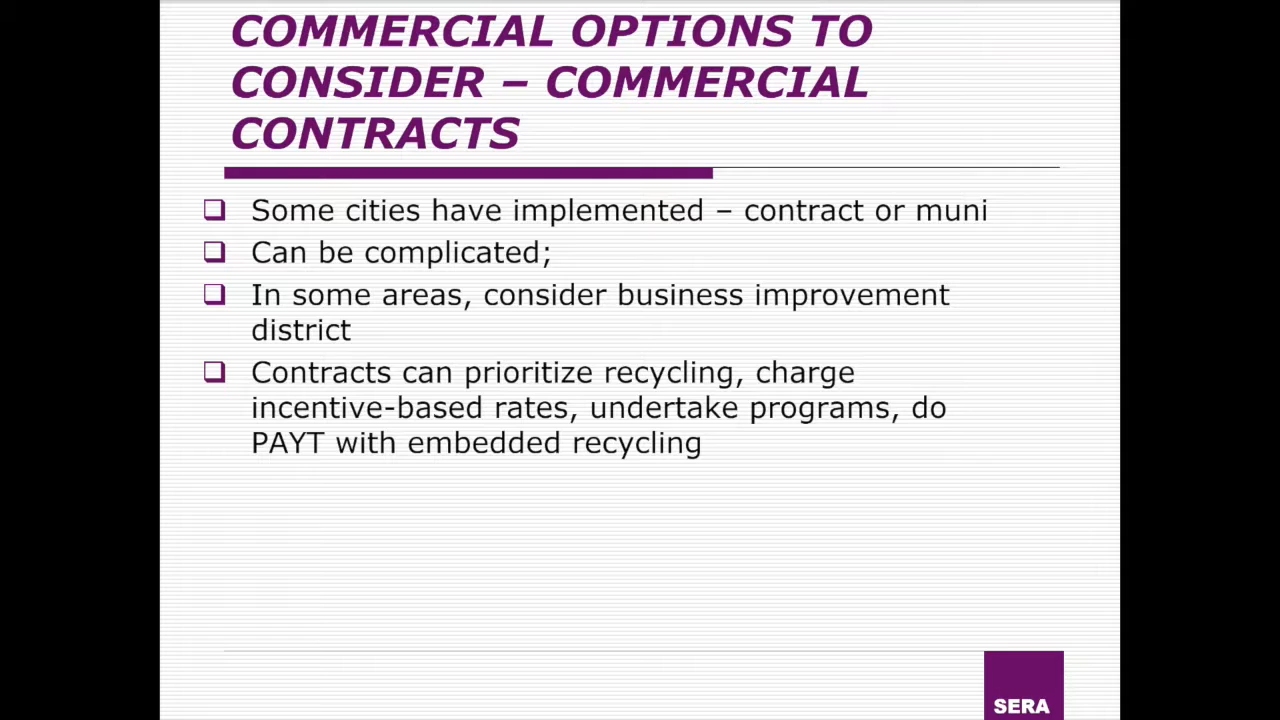 COMMERCIAL OPTIONS TO
CONSIDER – COMMERCIAL
CONTRACTS
Some cities have implemented – contract or muni
Can be complicated;
In some areas, consider business improvement
district
Contracts can prioritize recycling, charge
incentive-based rates, undertake programs, do
PAYT with embedded recycling
SERA